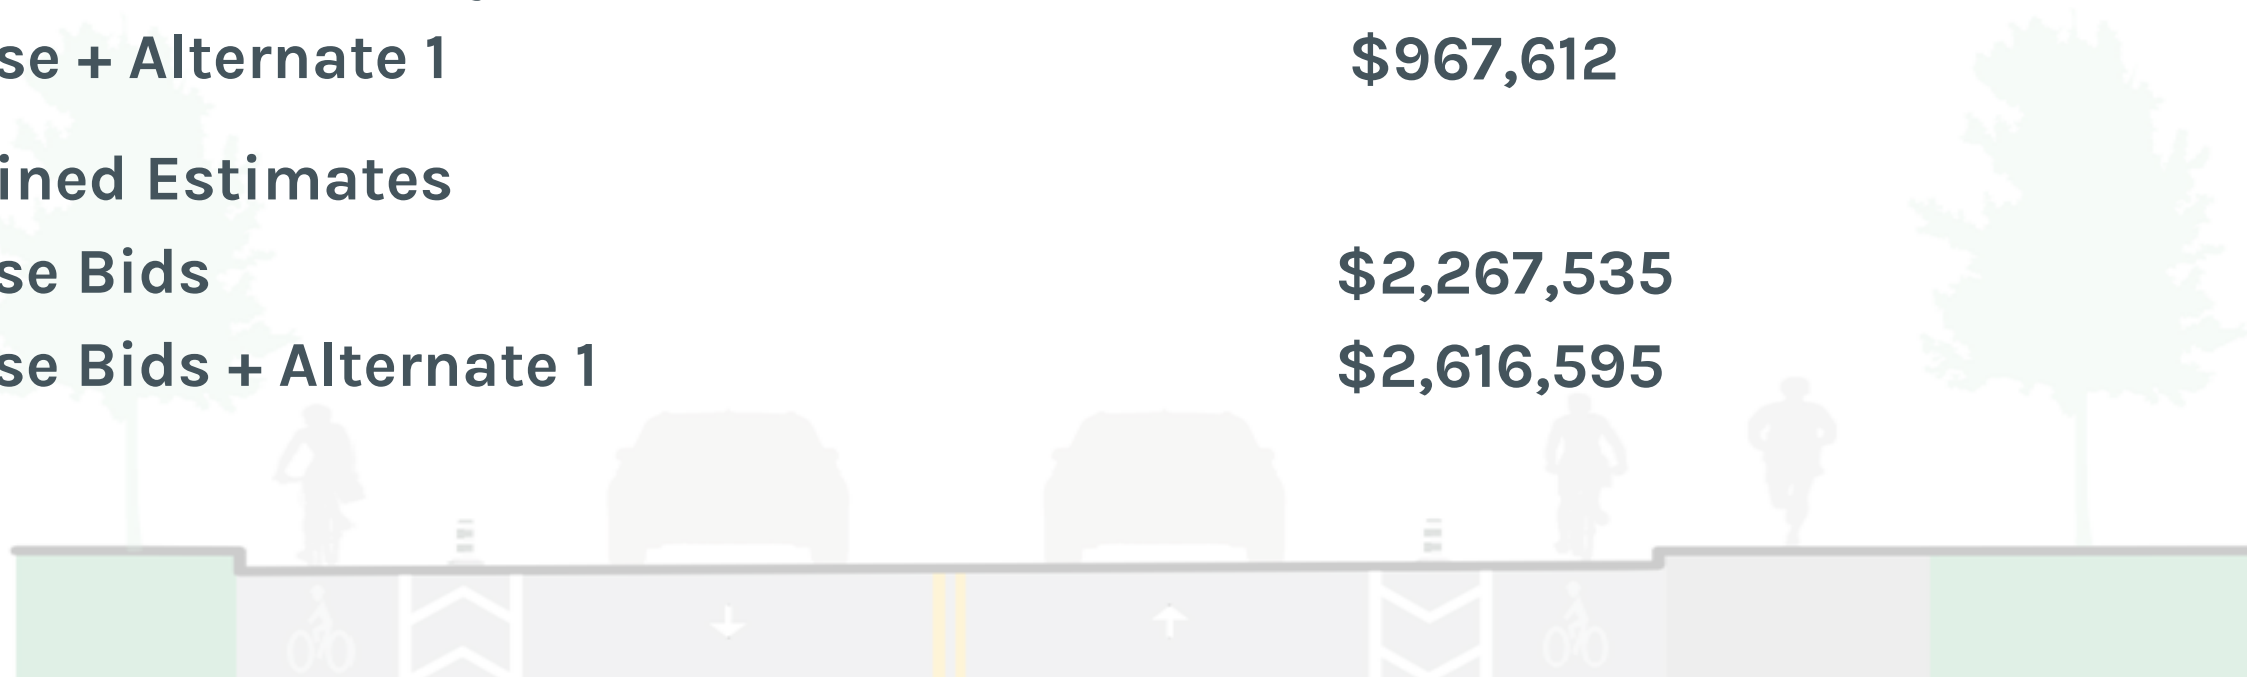 se + Alternate 1 $967,612
ined Estimates
se Bids $2,267,535
se Bids + Alternate 1 $2,616,595